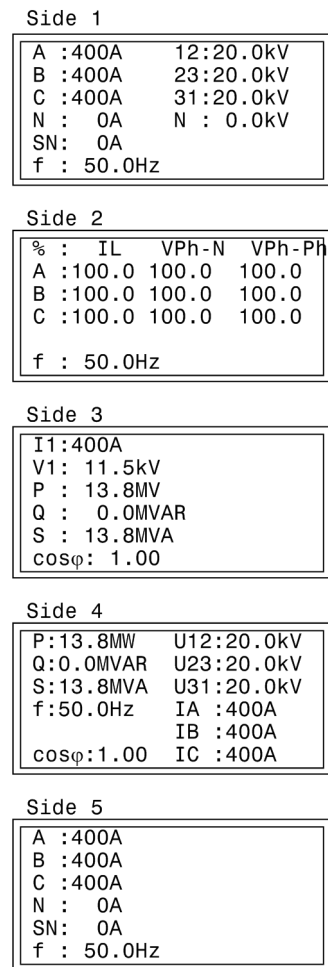 Side 1
A :400A 12:20.0kV
B :400A 23:20.0kV
C :400A 31:20.0kV
N : 0A N : 0.0kV
SN: 0A
f : 50.0Hz
Side 2
% : IL VPh-N VPh-Ph
A :100.0 100.0 100.0
B :100.0 100.0 100.0
C :100.0 100.0 100.0
f : 50.0Hz
Side 3
I1:400A
V1: 11.5kV
P : 13.8MV
Q : 0.0MVAR
S : 13.8MVA
cosφ: 1.00
Side 4
P:13.8MW U12:20.0kV
Q:0.0MVAR U23:20.0kV
S:13.8MVA U31:20.0kV
f:50.0Hz IA :400A
IB :400A
cosφ:1.00 IC :400A
Side 5
A :400A
B :400A
C :400A
N : 0A
SN: 0A
f : 50.0Hz